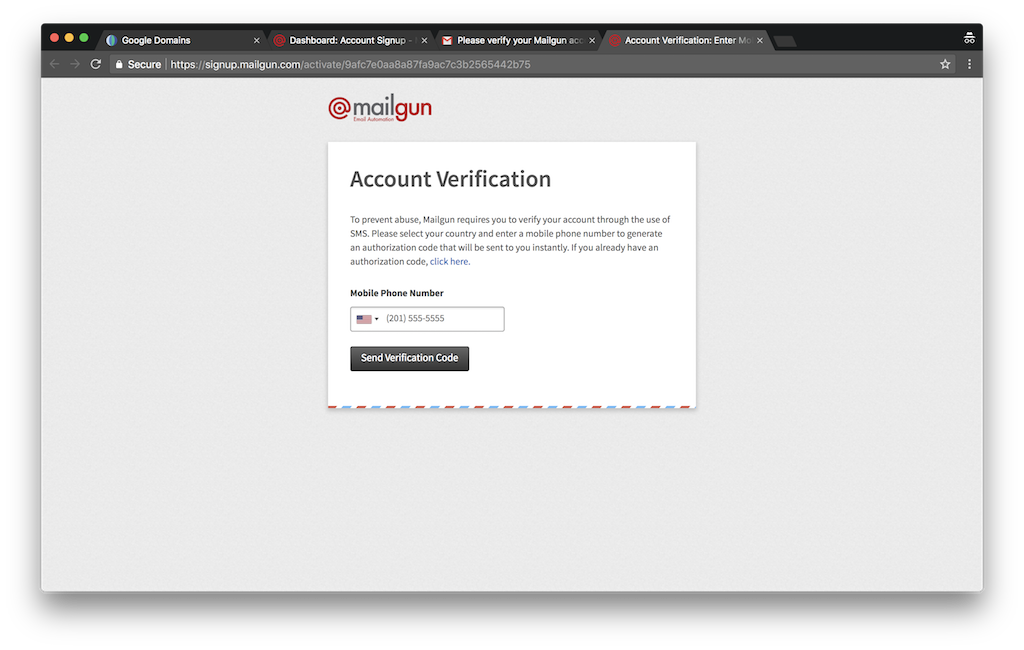 Google Domains
Dashboard: Account Signup -
Please verify your Mailgun acc
Account Verification: Enter Mo
Secure
https://signup.mailgun.com/activate/9afc7e0aa8a87fa9ac7c3b2565442b75
@mailgun
Email Automation
Account Verification
To prevent abuse, Mailgun requires you to verify your account through the use of
SMS. Please select your country and enter a mobile phone number to generate
an authorization code that will be sent to you instantly. If you already have an
authorization code, click here.
Mobile Phone Number
(201) 555-5555
Send Verification Code